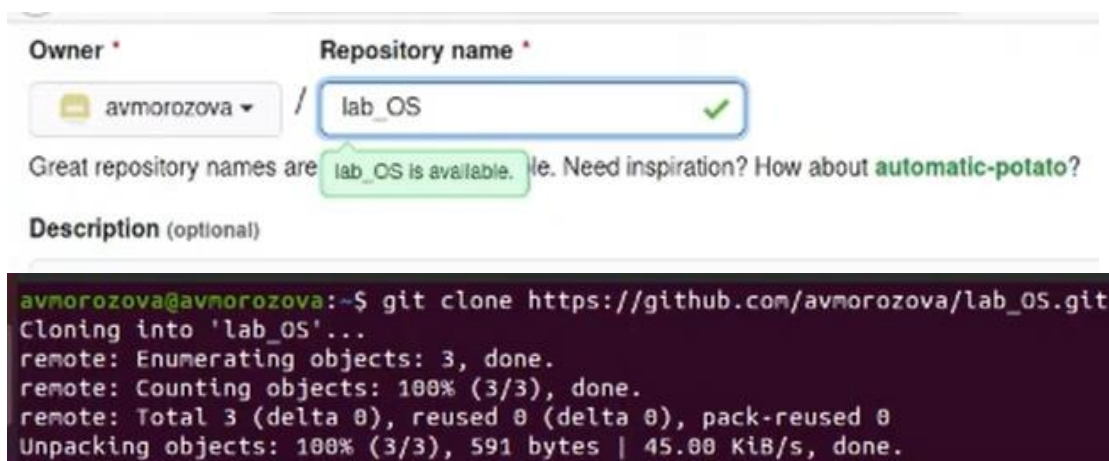 Owner * Repository name *
avmorozova / lab_OS
Great repository names are lab_OS is available. le. Need inspiration? How about automatic-potato?
Description (optional)
avmorozova@avmorozova:~$ git clone https://github.com/avmorozova/lab_OS.git
Cloning into 'lab_OS'...
remote: Enumerating objects: 3, done.
remote: Counting objects: 100% (3/3), done.
remote: Total 3 (delta 0), reused 0 (delta 0), pack-reused 0
Unpacking objects: 100% (3/3), 591 bytes | 45.00 KiB/s, done.